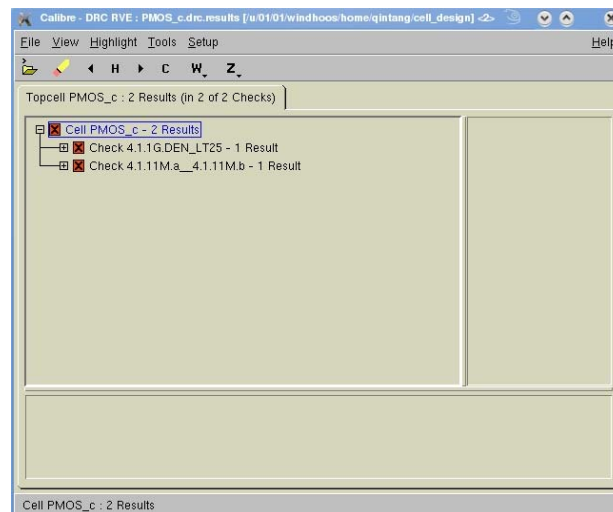 Calibre - DRC RVE : PMOS_c.drc.results [/u/01/01/windhoos/home/qintang/cell_design] <2>
File View Highlight Tools Setup Help
H C W Z
Topcell PMOS_c : 2 Results (in 2 of 2 Checks)
Cell PMOS_c - 2 Results
Check 4.1.1G.DEN_LT25 - 1 Result
Check 4.1.11M.a__4.1.11M.b - 1 Result
Cell PMOS_c : 2 Results